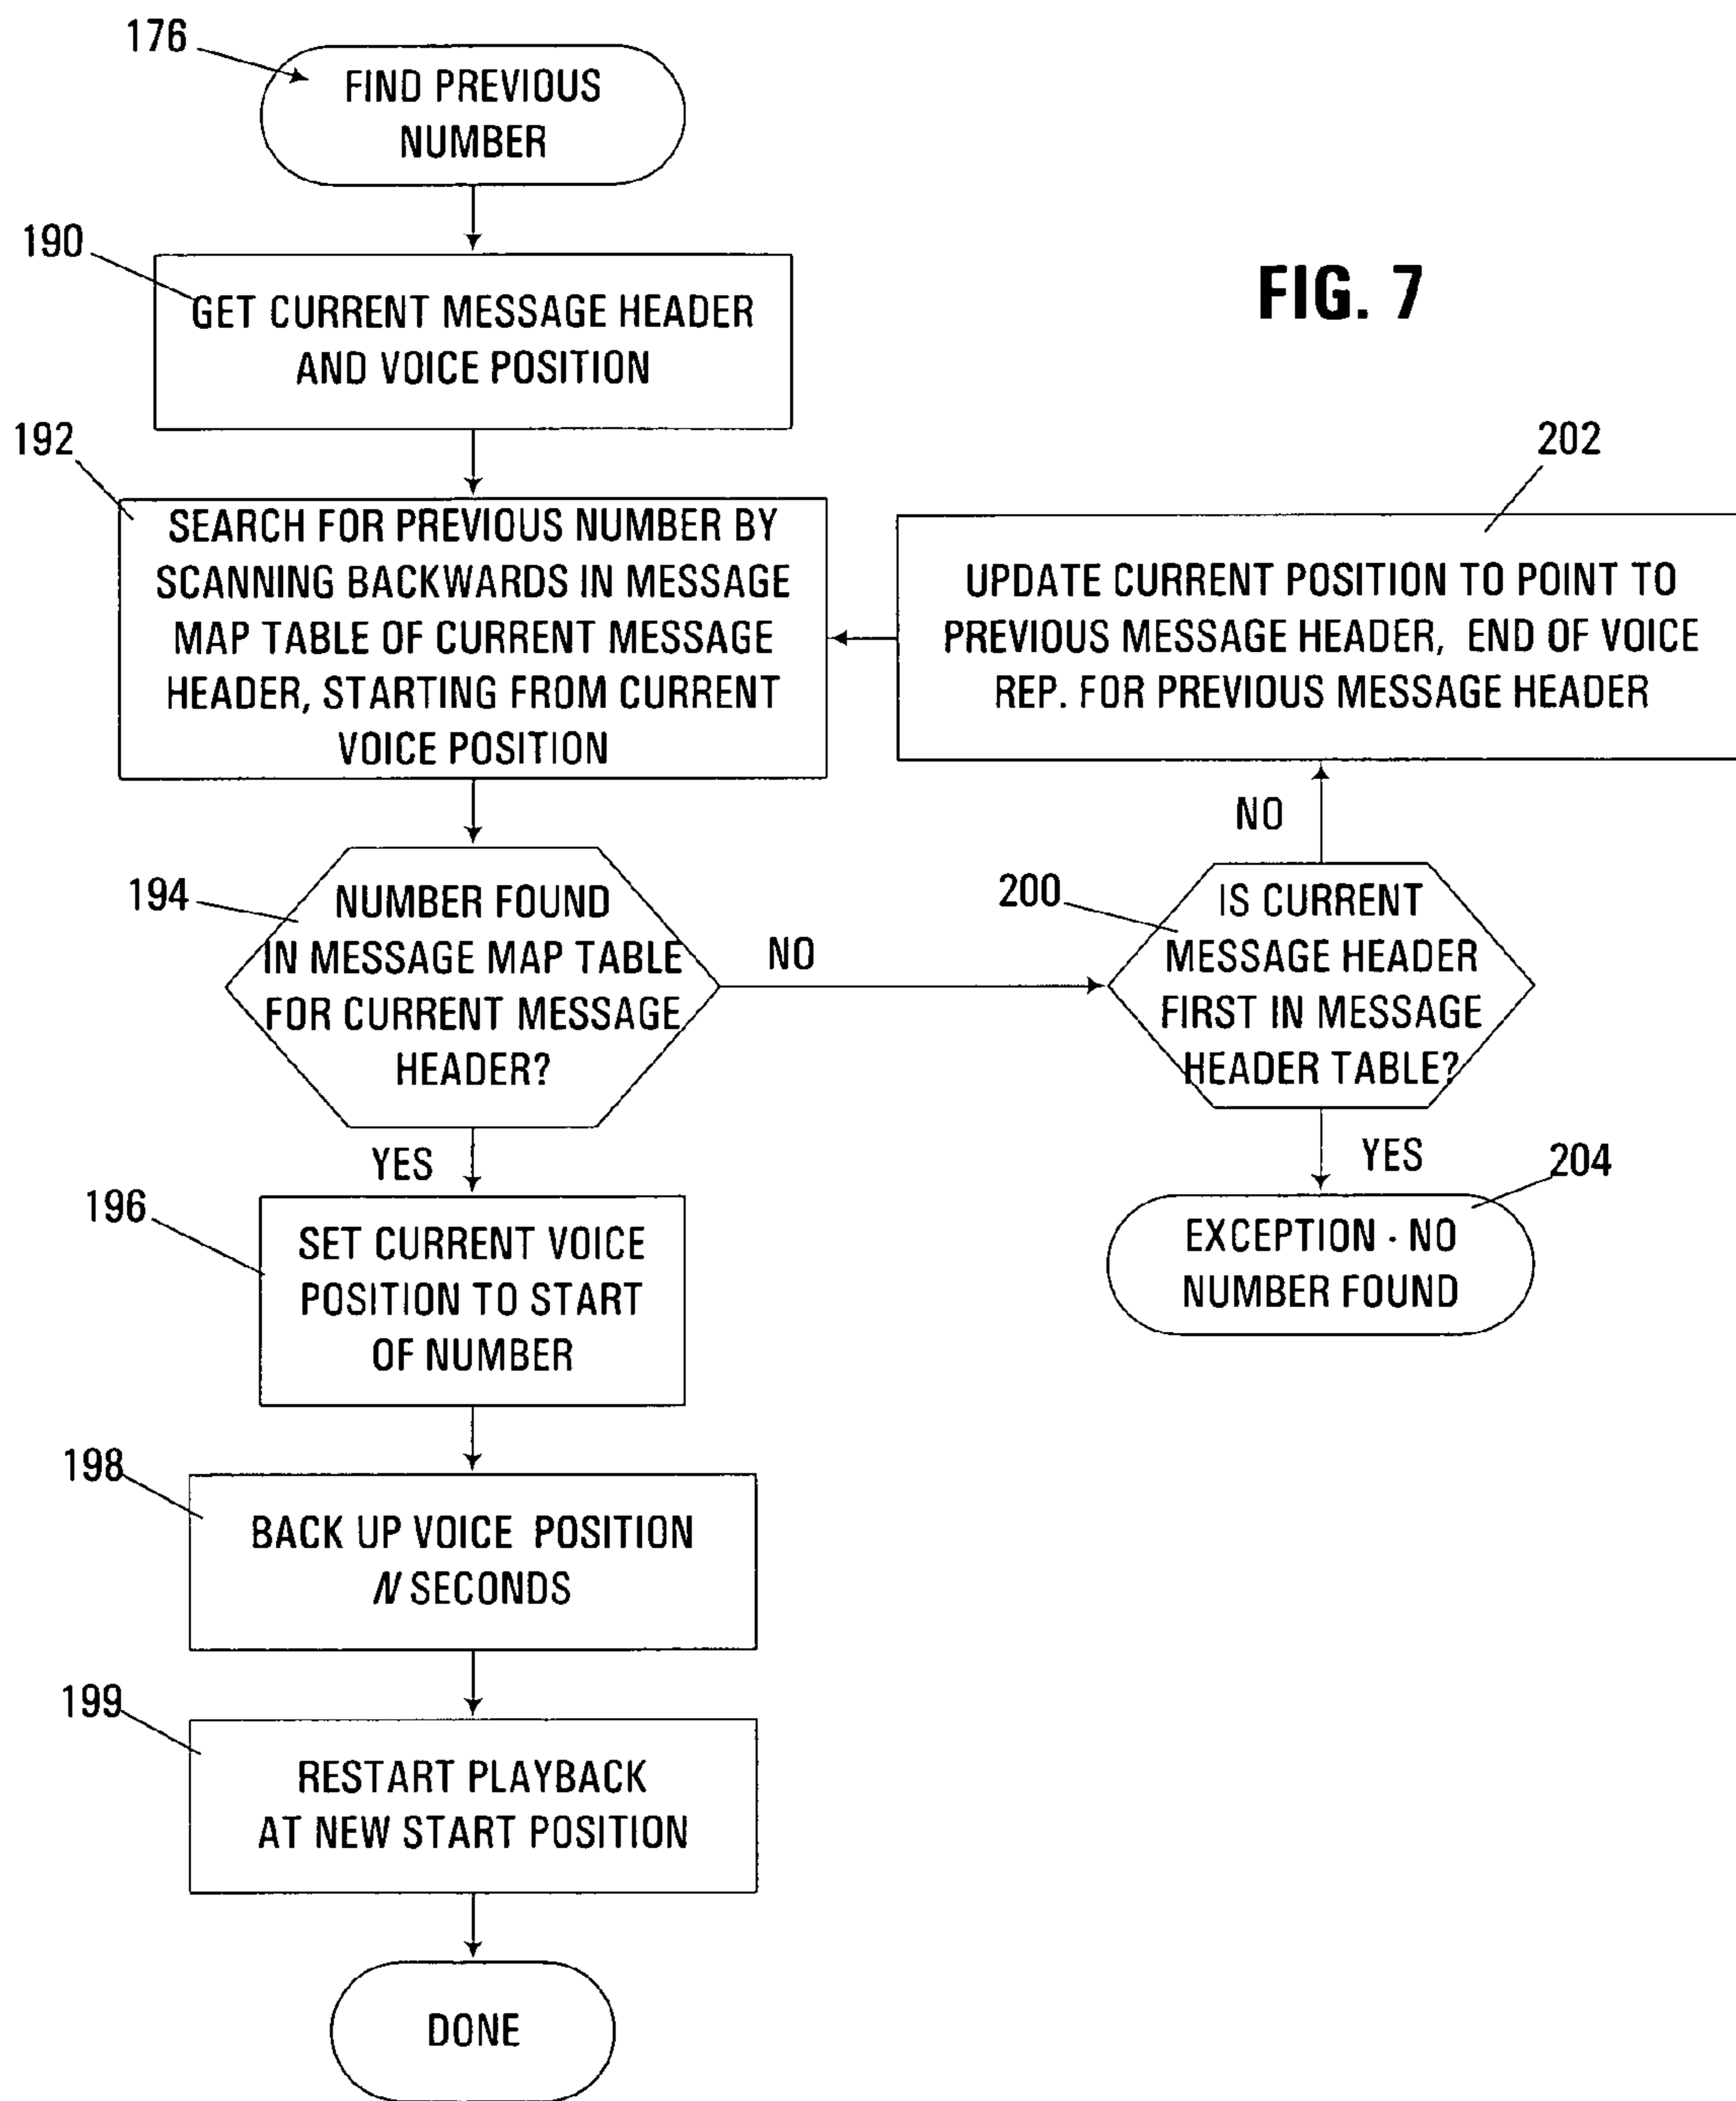 176
FIND PREVIOUS
NUMBER
190
GET CURRENT MESSAGE HEADER
AND VOICE POSITION
FIG. 7
192
SEARCH FOR PREVIOUS NUMBER BY
SCANNING BACKWARDS IN MESSAGE
MAP TABLE OF CURRENT MESSAGE
HEADER, STARTING FROM CURRENT
VOICE POSITION
202
UPDATE CURRENT POSITION TO POINT TO
PREVIOUS MESSAGE HEADER, END OF VOICE
REP. FOR PREVIOUS MESSAGE HEADER
NO
194
NUMBER FOUND
IN MESSAGE MAP TABLE
FOR CURRENT MESSAGE
HEADER?
NO
200
IS CURRENT
MESSAGE HEADER
FIRST IN MESSAGE
HEADER TABLE?
YES
YES
204
EXCEPTION - NO
NUMBER FOUND
196
SET CURRENT VOICE
POSITION TO START
OF NUMBER
198
BACK UP VOICE POSITION
N SECONDS
199
RESTART PLAYBACK
AT NEW START POSITION
DONE